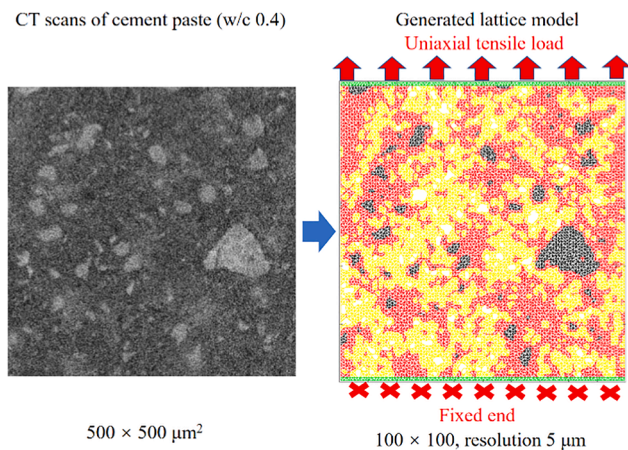 CT scans of cement paste (w/c 0.4)
Generated lattice model
Uniaxial tensile load
Fixed end
500 × 500 μm²
100 × 100, resolution 5 μm